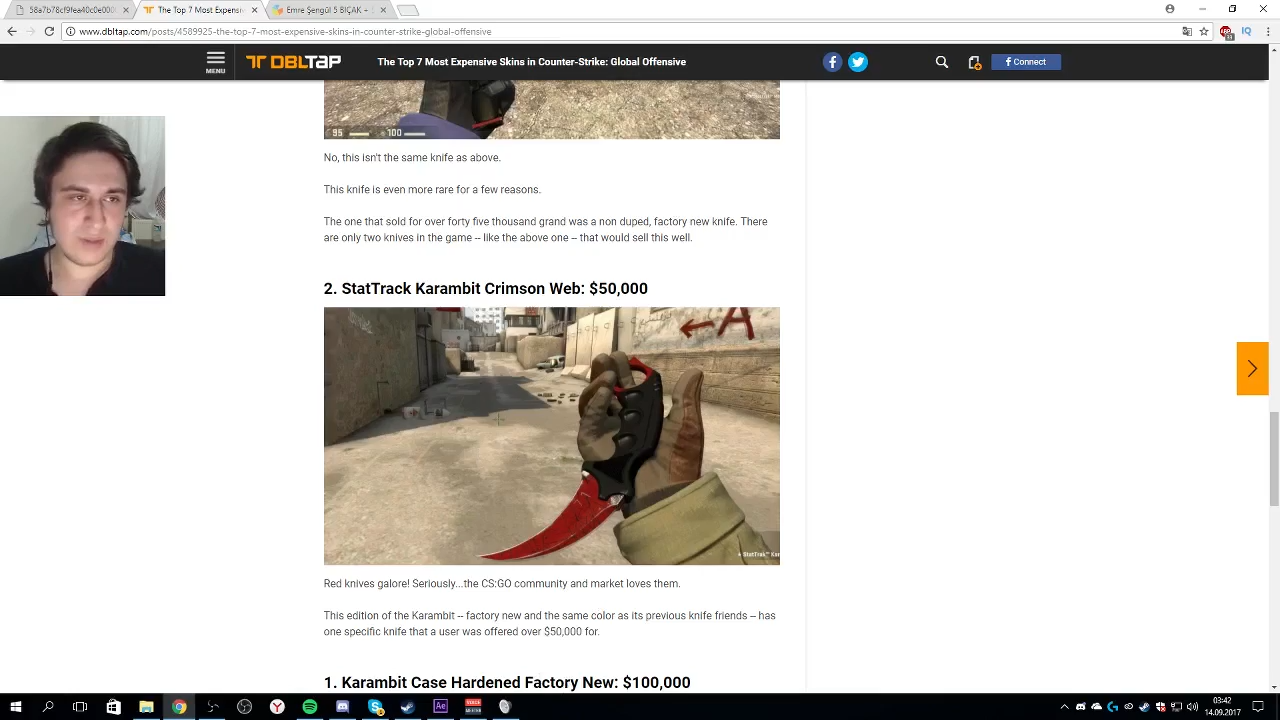 58a7b78cf9fea40c0e000
The Top 7 Most Expensi
Emre Şengül 5 BIÇAK -
www.dbltap.com/posts/4589925-the-top-7-most-expensive-skins-in-counter-strike-global-offensive
MENU
DBLTAP
The Top 7 Most Expensive Skins in Counter-Strike: Global Offensive
Connect
95
100
No, this isn't the same knife as above.
This knife is even more rare for a few reasons.
The one that sold for over forty five thousand grand was a non duped, factory new knife. There
are only two knives in the game -- like the above one -- that would sell this well.
2. StatTrack Karambit Crimson Web: $50,000
A
★ StatTrak™ Kar
Red knives galore! Seriously...the CS:GO community and market loves them.
This edition of the Karambit -- factory new and the same color as its previous knife friends -- has
one specific knife that a user was offered over $50,000 for.
1. Karambit Case Hardened Factory New: $100,000
03:42
14.09.2017